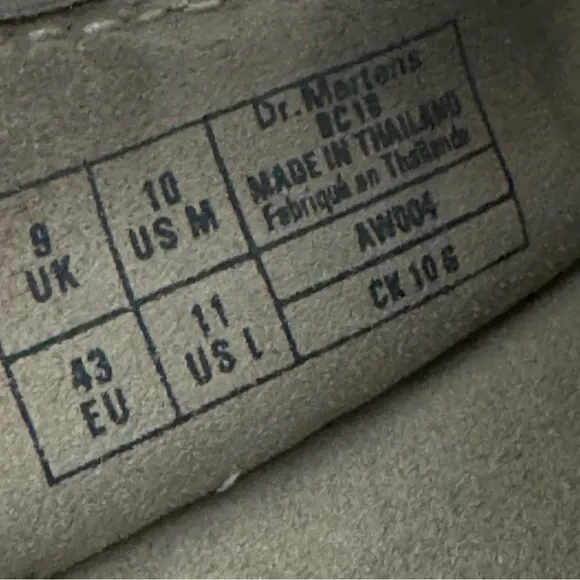 9
UK
10
US M
Dr. Martens
BC18
MADE IN THAILAND
Fabriqué en Thaïlande
43
EU
11
US L
AW004
CK 10 6